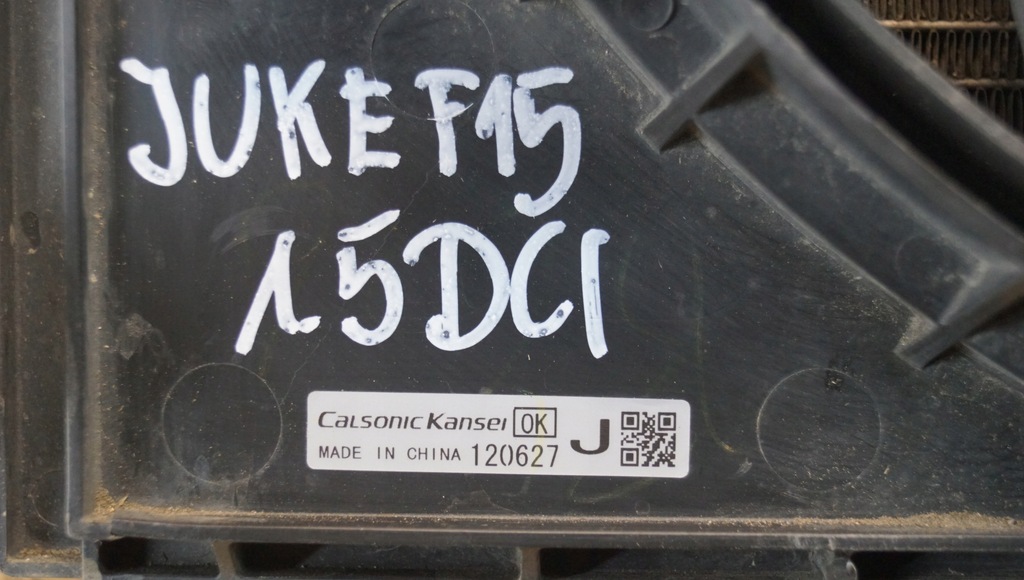 JUKE F15
1.5DCI
CALSONIC KANSEI OK J
MADE IN CHINA 120627